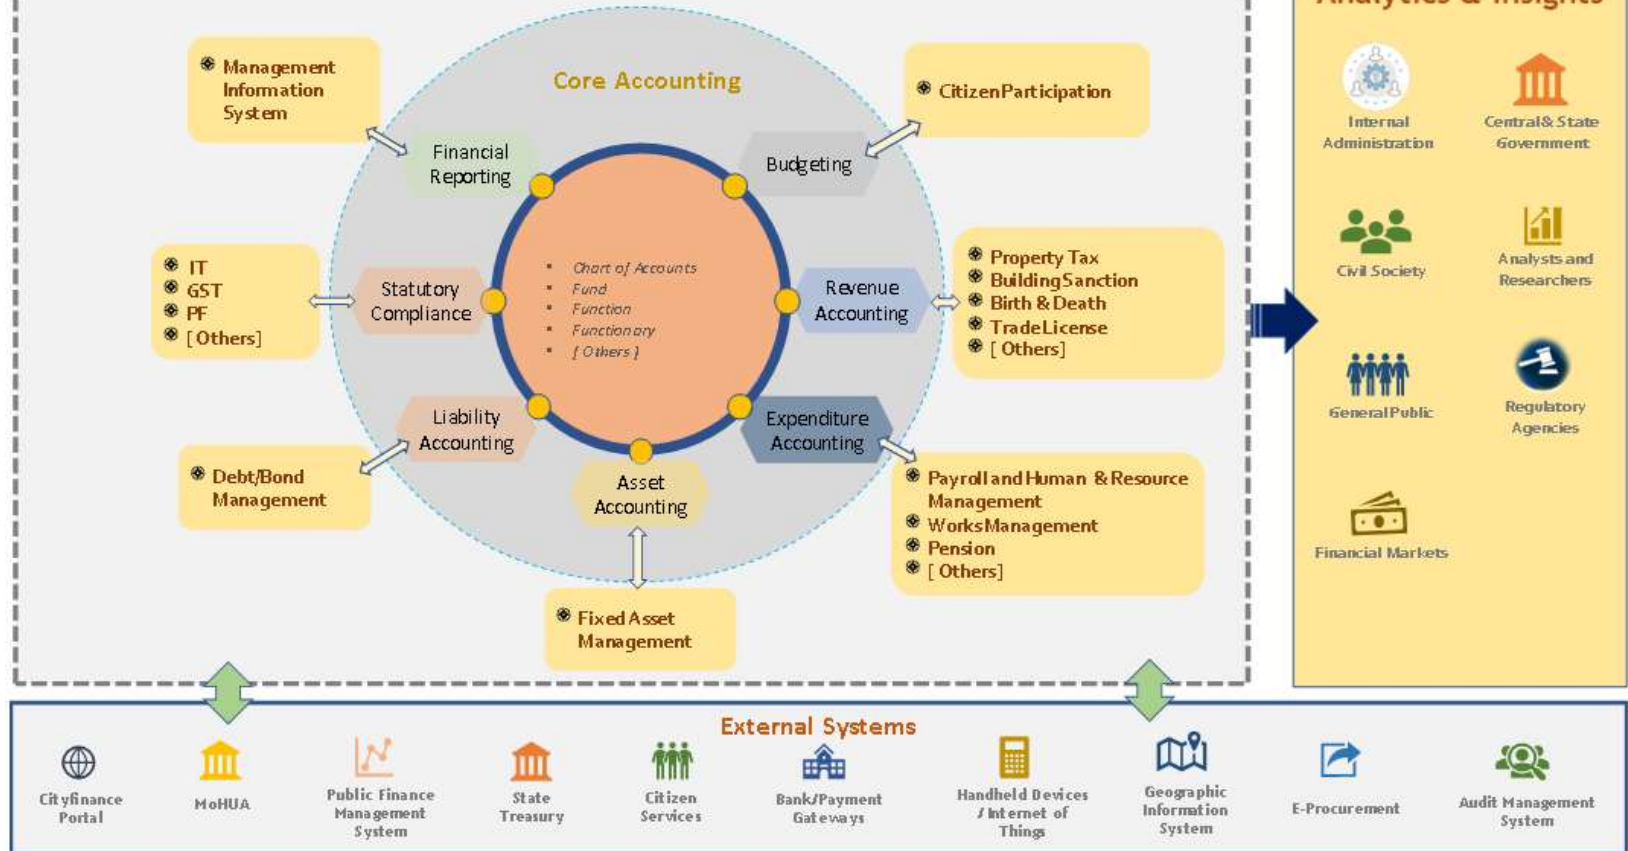 Analytics & Insights
Core Accounting
Management
Information
System
Citizen Participation
Financial
Reporting
Budgeting
Internal
Administration
Central & State
Government
IT
GST
PF
[ Others]
Statutory
Compliance
Chart of Accounts
Fund
Function
Functionary
[ Others ]
Revenue
Accounting
Property Tax
Building Sanction
Birth & Death
Trade License
[ Others]
Civil Society
Analysts and
Researchers
Liability
Accounting
Expenditure
Accounting
General Public
Regulatory
Agencies
Debt/Bond
Management
Asset
Accounting
Payroll and Human & Resource
Management
Works Management
Pension
[ Others]
Financial Markets
Fixed Asset
Management
External Systems
Cityfinance
Portal
MoHUA
Public Finance
Management
System
State
Treasury
Citizen
Services
Bank/Payment
Gateways
Handheld Devices
/ Internet of
Things
Geographic
Information
System
E-Procurement
Audit Management
System